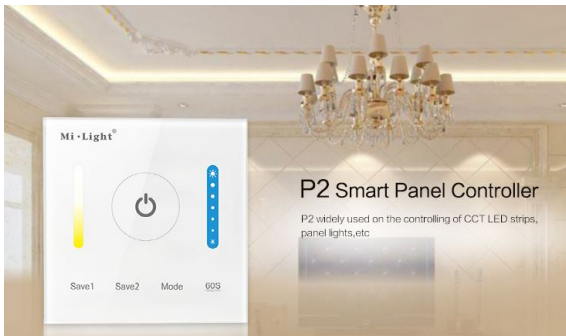 Mi·Light®
Save1 Save2 Mode 60S
P2 Smart Panel Controller
P2 widely used on the controlling of CCT LED strips,
panel lights,etc